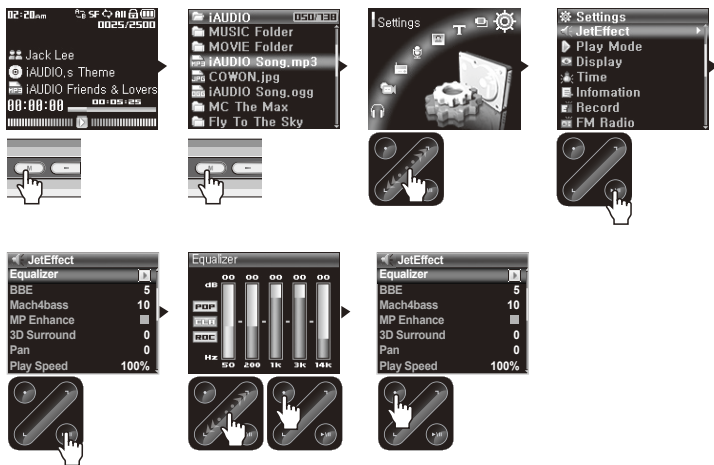 02:20am SF All
0025/2500
Jack Lee
iAUDIO,s Theme
iAUDIO Friends & Lovers
00:00:00 00:05:25
M
iAUDIO 050/138
MUSIC Folder
MOVIE Folder
iAUDIO Song.mp3
COWON.jpg
iAUDIO Song.ogg
MC The Max
Fly To The Sky
M
Settings
T
Settings
JetEffect
Play Mode
Display
Time
Infomation
Record
FM Radio
JetEffect
Equalizer
BBE 5
Mach4bass 10
MP Enhance
3D Surround 0
Pan 0
Play Speed 100%
Equalizer
00 00 00 00 00
dB
POP
ROC
Hz
50 200 1k 3k 14k
JetEffect
Equalizer
BBE 5
Mach4bass 10
MP Enhance
3D Surround 0
Pan 0
Play Speed 100%